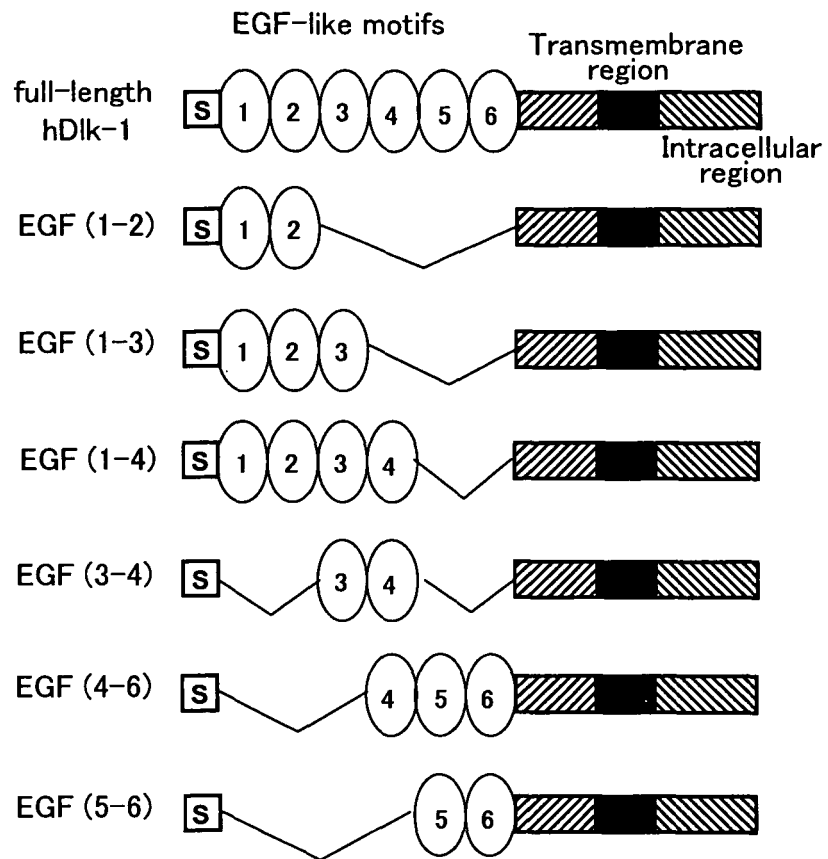 EGF-like motifs
Transmembrane
region
full-length
hDlk-1
S 1 2 3 4 5 6
Intracellular
region
EGF (1-2)
S 1 2
EGF (1-3)
S 1 2 3
EGF (1-4)
S 1 2 3 4
EGF (3-4)
S 3 4
EGF (4-6)
S 4 5 6
EGF (5-6)
S 5 6